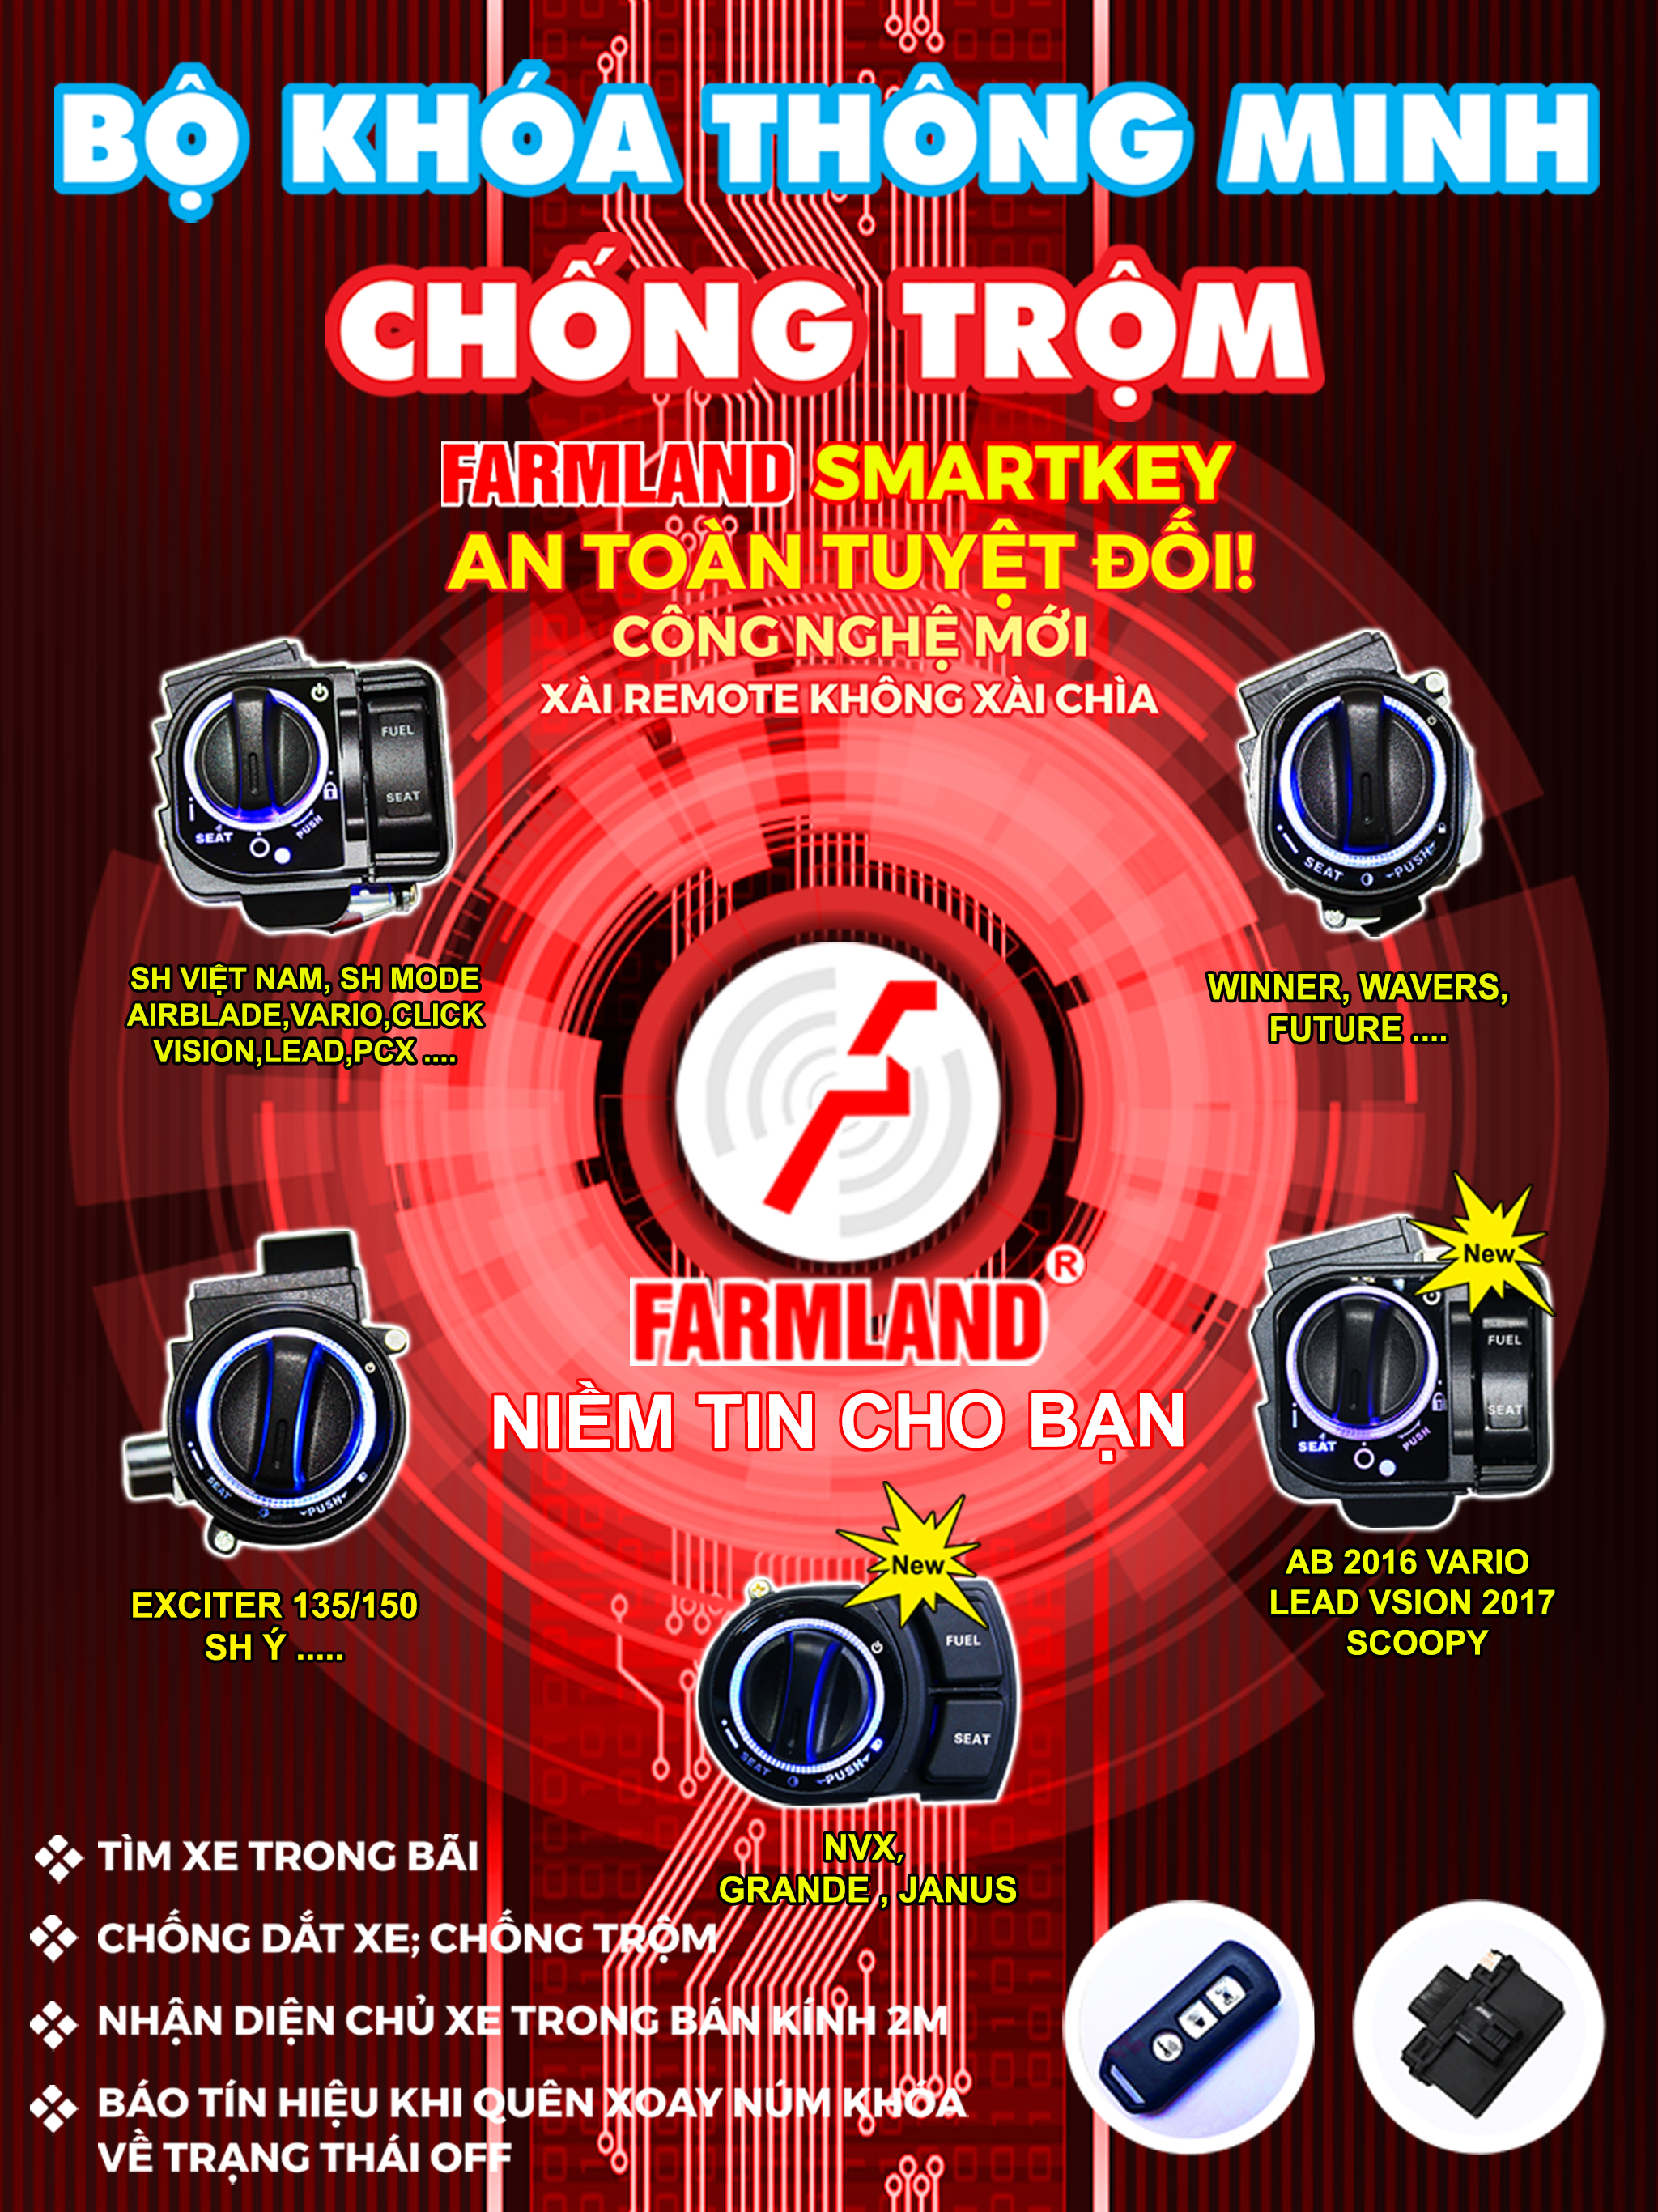 BỘ KHÓA THÔNG MINH
CHỐNG TRỘM
FARMLAND SMARTKEY
AN TOÀN TUYỆT ĐỐI!
CÔNG NGHỆ MỚI
XÀI REMOTE KHÔNG XÀI CHÌA
FUEL
SEAT
SEAT
PUSH
SH VIỆT NAM, SH MODE
AIRBLADE,VARIO,CLICK
VISION,LEAD,PCX ....
SEAT
PUSH
WINNER, WAVERS,
FUTURE ....
FARMLAND ®
NIỀM TIN CHO BẠN
SEAT
PUSH
EXCITER 135/150
SH Ý .....
New
FUEL
SEAT
SEAT
PUSH
AB 2016 VARIO
LEAD VSION 2017
SCOOPY
New
FUEL
SEAT
SEAT
PUSH
NVX,
GRANDE , JANUS
TÌM XE TRONG BÃI
CHỐNG DẮT XE; CHỐNG TRỘM
NHẬN DIỆN CHỦ XE TRONG BÁN KÍNH 2M
BÁO TÍN HIỆU KHI QUÊN XOAY NÚM KHÓA
VỀ TRẠNG THÁI OFF